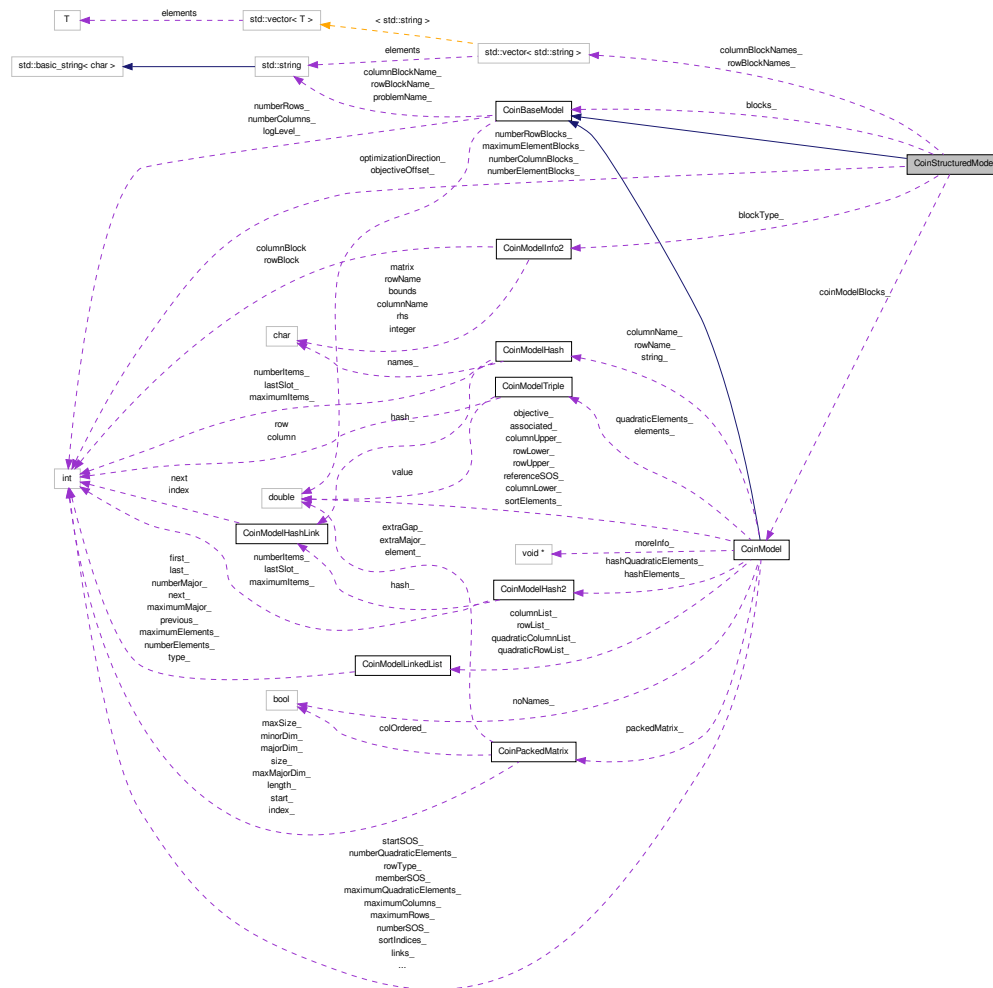 T
elements
std::vector< T >
< std::string >
std::vector< std::string >
columnBlockNames_
rowBlockNames_
std::basic_string< char >
std::string
elements
columnBlockName_
rowBlockName_
problemName_
numberRows_
numberColumns_
logLevel_
CoinBaseModel
blocks_
numberRowBlocks_
maximumElementBlocks_
numberColumnBlocks_
numberElementBlocks_
optimizationDirection_
objectiveOffset_
CoinStructuredModel
blockType_
columnBlock
rowBlock
CoinModelInfo2
matrix
rowName
bounds
columnName
rhs
integer
coinModelBlocks_
char
names_
CoinModelHash
columnName_
rowName_
string_
numberItems_
lastSlot_
maximumItems_
CoinModelTriple
row
column
hash_
objective_
associated_
columnUpper_
rowLower_
rowUpper_
referenceSOS_
columnLower_
sortElements_
quadraticElements_
elements_
int
next
index
value
double
CoinModelHashLink
extraGap_
extraMajor_
element_
void *
moreInfo_
CoinModel
hashQuadraticElements_
hashElements_
first_
last_
numberMajor_
next_
maximumMajor_
previous_
maximumElements_
numberElements_
type_
numberItems_
lastSlot_
maximumItems_
hash_
CoinModelHash2
columnList_
rowList_
quadraticColumnList_
quadraticRowList_
CoinModelLinkedList
bool
noNames_
packedMatrix_
maxSize_
minorDim_
majorDim_
size_
maxMajorDim_
length_
start_
index_
colOrdered_
CoinPackedMatrix
startSOS_
numberQuadraticElements_
rowType_
memberSOS_
maximumQuadraticElements_
maximumColumns_
maximumRows_
numberSOS_
sortIndices_
links_
...